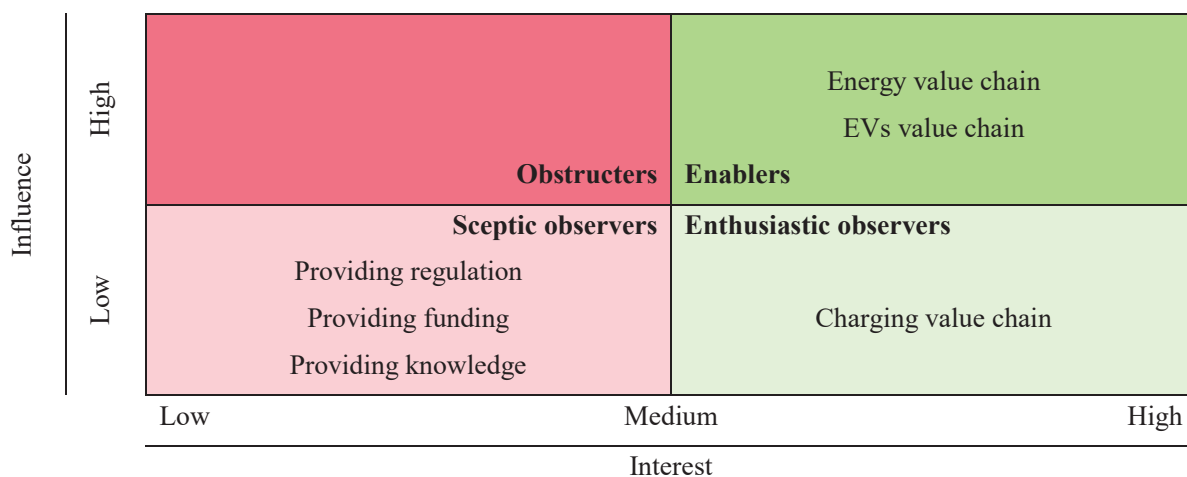 Influence
High
Low
Energy value chain
EVs value chain
Obstructers
Enablers
Sceptic observers
Enthusiastic observers
Providing regulation
Providing funding
Charging value chain
Providing knowledge
Low
Medium
High
Interest